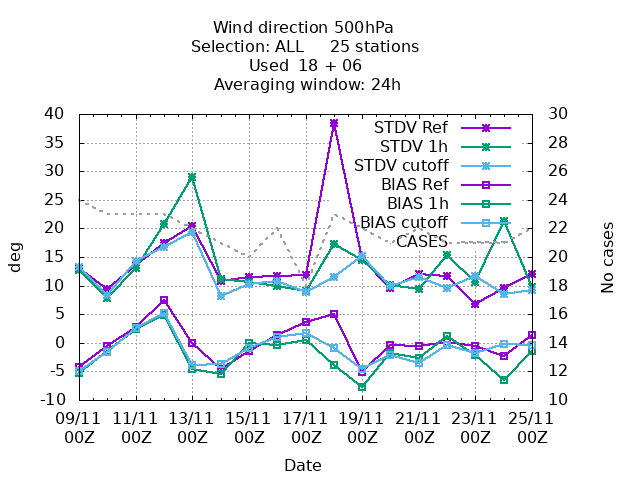 Wind direction 500hPa
Selection: ALL     25 stations
Used  18 + 06
Averaging window: 24h
40
35
30
25
20
15
10
5
0
-5
-10
deg
30
28
26
24
22
20
18
16
14
12
10
No cases
STDV Ref
STDV 1h
STDV cutoff
BIAS Ref
BIAS 1h
BIAS cutoff
CASES
09/11 11/11 13/11 15/11 17/11 19/11 21/11 23/11 25/11
00Z 00Z 00Z 00Z 00Z 00Z 00Z 00Z 00Z
Date